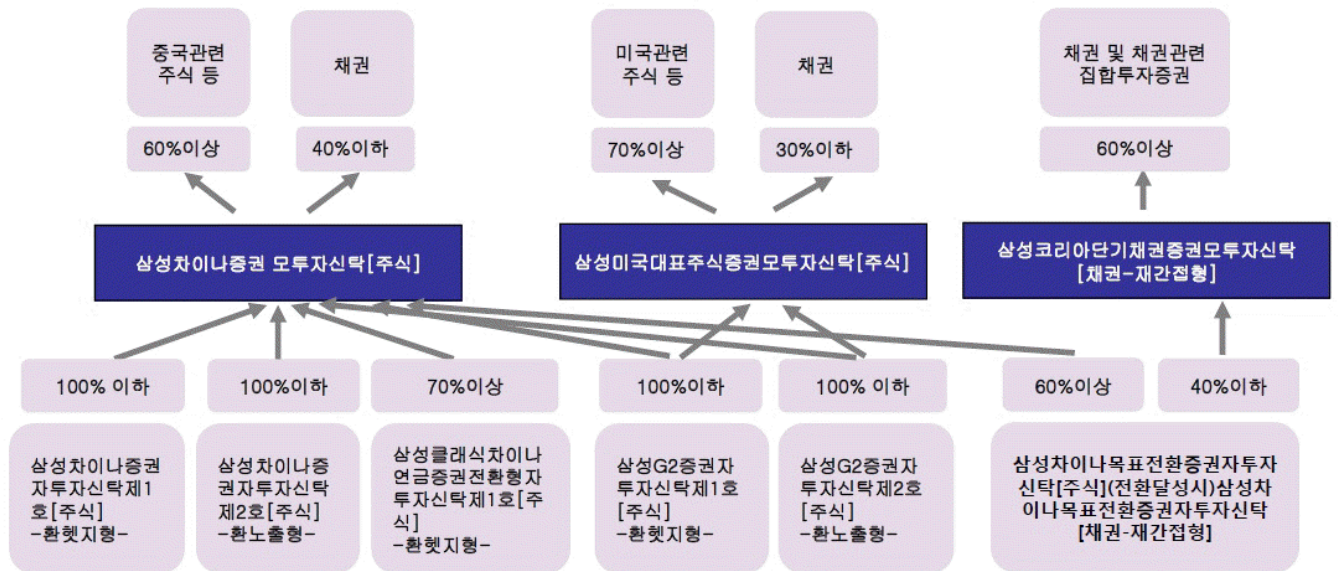 중국관련
주식 등
채권
미국관련
주식 등
채권
채권 및 채권관련
집합투자증권
60%이상
40%이하
70%이상
30%이하
60%이상
삼성차이나증권 모투자신탁[주식]
삼성미국대표주식증권모투자신탁[주식]
삼성코리아단기채권증권모투자신탁
[채권-재간접형]
100% 이하
100%이하
70%이상
100%이하
100% 이하
60%이상
40%이하
삼성차이나증권
자투자신탁제1
호[주식]
-환헷지형-
삼성차이나증
권자투자신탁
제2호[주식]
-환노출형-
삼성클래식차이나
연금증권전환형자
투자신탁제1호[주
식]
-환헷지형-
삼성G2증권자
투자신탁제1호
[주식]
-환헷지형-
삼성G2증권자
투자신탁제2호
[주식]
-환노출형-
삼성차이나목표전환증권자투자
신탁[주식](전환달성시)삼성차
이나목표전환증권자투자신탁
[채권-재간접형]